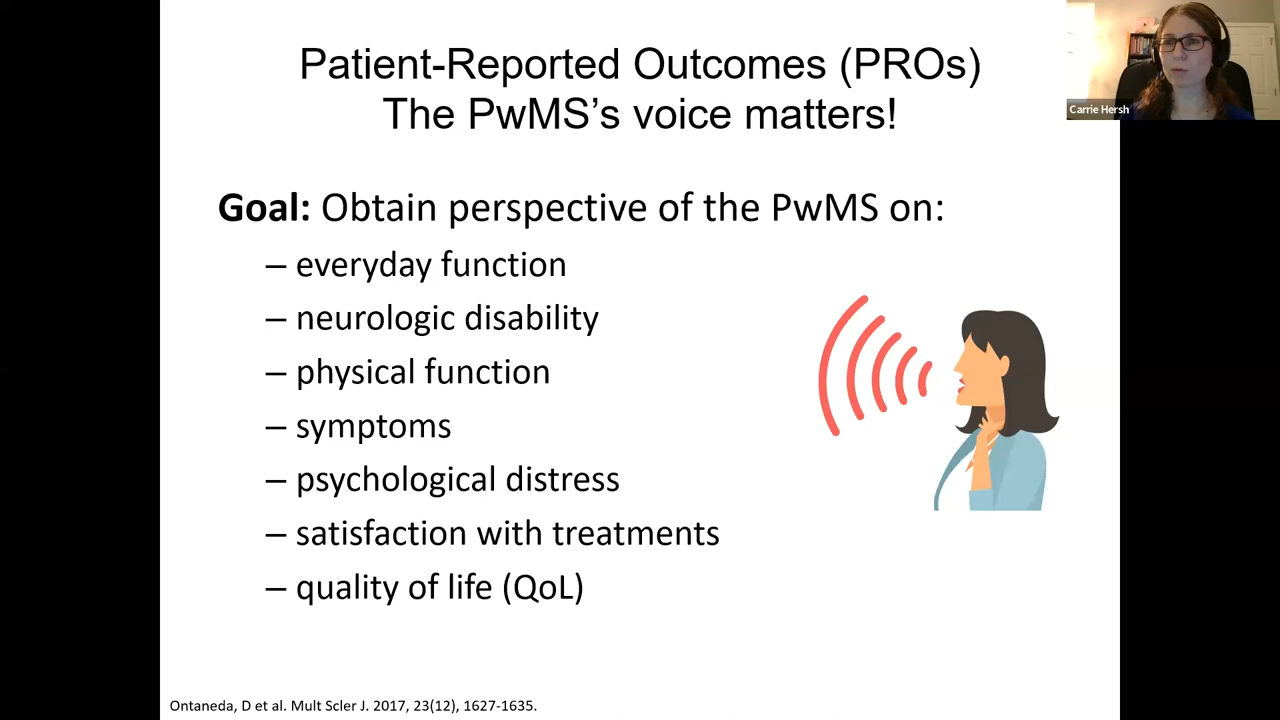 Patient-Reported Outcomes (PROs)
The PwMS’s voice matters!
Carrie Hersh
Goal: Obtain perspective of the PwMS on:
– everyday function
– neurologic disability
– physical function
– symptoms
– psychological distress
– satisfaction with treatments
– quality of life (QoL)
Ontaneda, D et al. Mult Scler J. 2017, 23(12), 1627-1635.